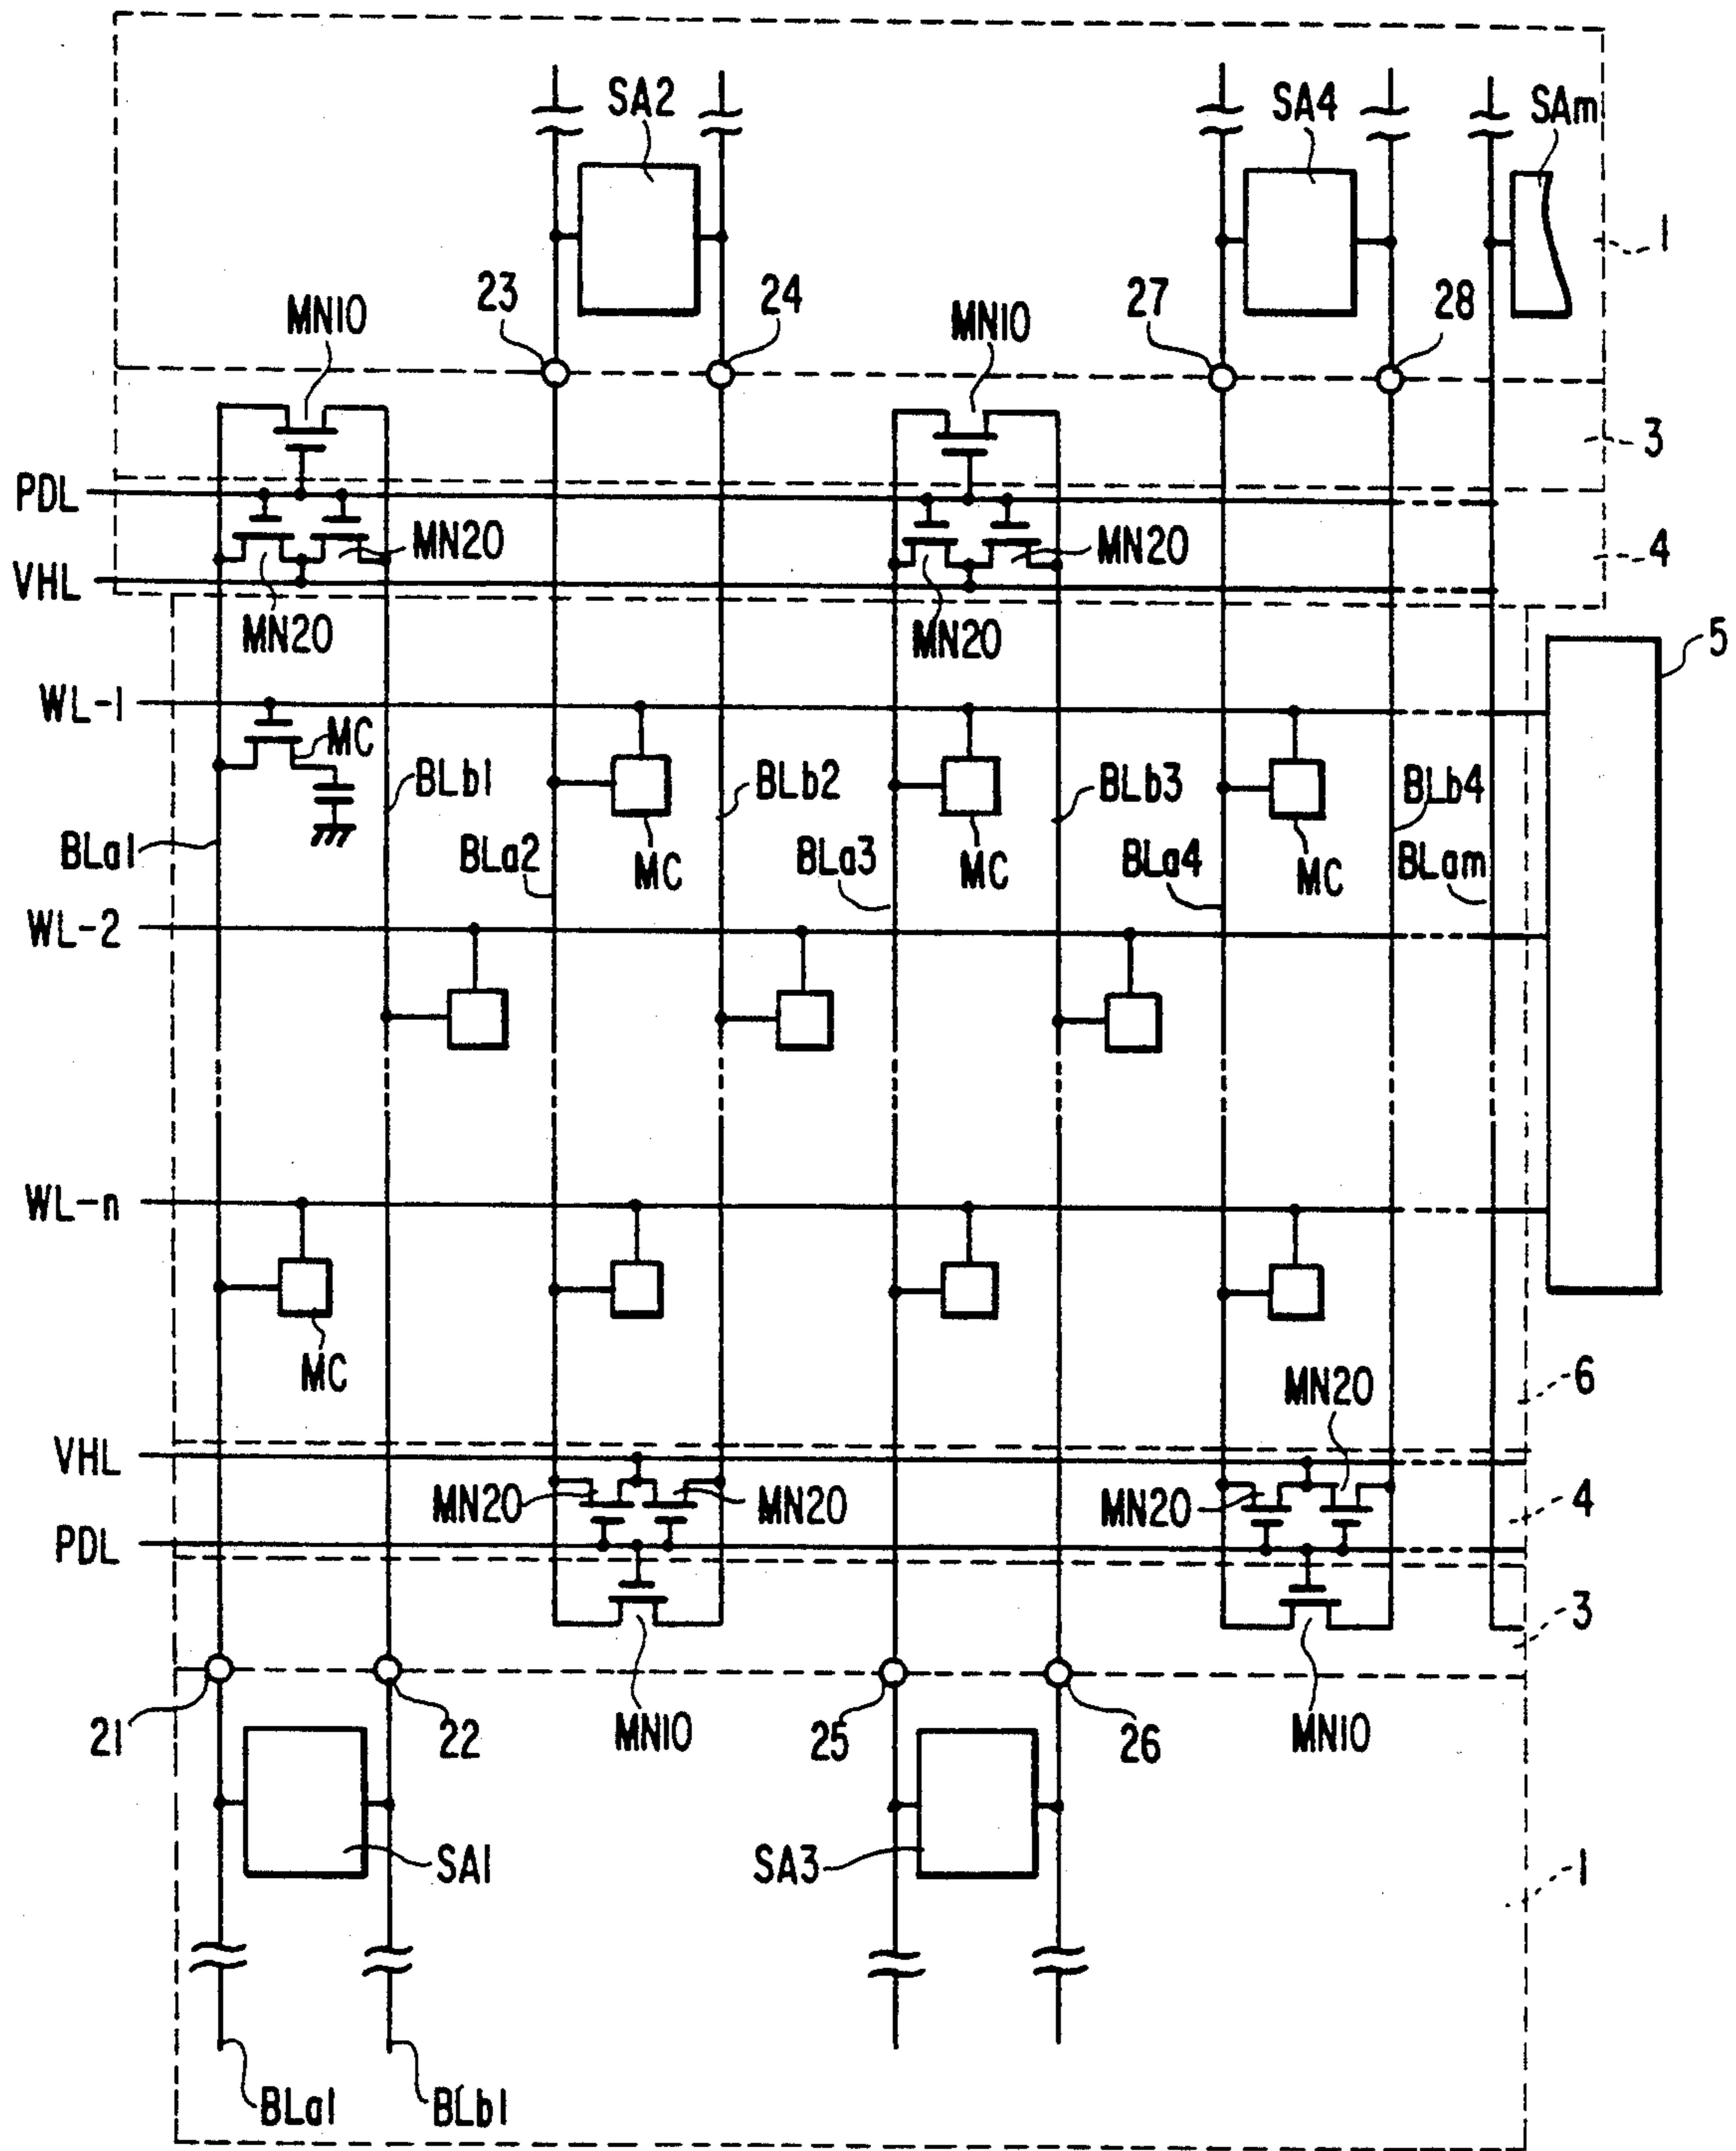 SA2
SA4
SAm
1
23
24
27
28
MN10
MN10
3
PDL
MN20
MN20
4
VHL
MN20
MN20
5
WL-1
MC
BLb1
BLb2
BLb3
BLb4
BLa1
BLa2
MC
BLa3
MC
BLa4
MC
BLam
WL-2
WL-n
MC
MN20
6
VHL
MN20
MN20
MN20
4
PDL
3
21
22
MN10
25
26
MN10
SA1
SA3
1
BLa1
BLb1